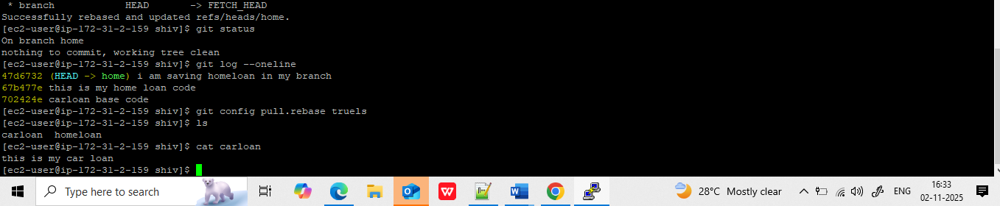 * branch            HEAD       -> FETCH_HEAD
Successfully rebased and updated refs/heads/home.
[ec2-user@ip-172-31-2-159 shiv]$ git status
On branch home
nothing to commit, working tree clean
[ec2-user@ip-172-31-2-159 shiv]$ git log --oneline
47d6732 (HEAD -> home) i am saving homeloan in my branch
67b477e this is my home loan code
702424e carloan base code
[ec2-user@ip-172-31-2-159 shiv]$ git config pull.rebase truels
[ec2-user@ip-172-31-2-159 shiv]$ ls
carloan  homeloan
[ec2-user@ip-172-31-2-159 shiv]$ cat carloan
this is my car loan
[ec2-user@ip-172-31-2-159 shiv]$
Type here to search
W
W
28°C Mostly clear
ENG
16:33
02-11-2025